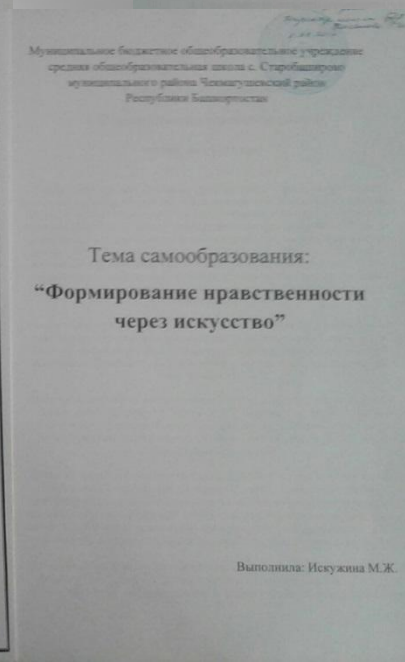 Муниципальное бюджетное общеобразовательное учреждение
средняя общеобразовательная школа с. Старобаширово
муниципального района Чекмагушевский район
Республики Башкортостан
Тема самообразования:
“Формирование нравственности
через искусство”
Выполнила: Искужина М.Ж.